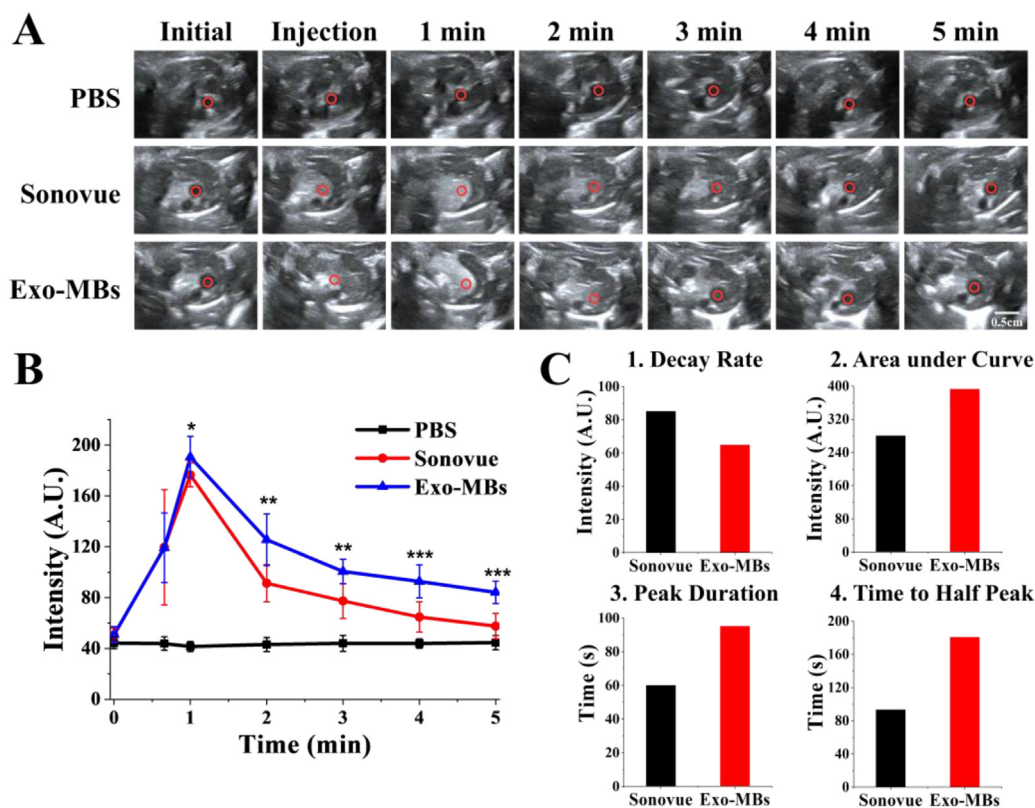 A
Initial Injection 1 min 2 min 3 min 4 min 5 min
PBS
Sonovue
Exo-MBs
0.5cm
B
Intensity (A.U.)
200
160
120
80
40
0
* ** ** *** ***
PBS
Sonovue
Exo-MBs
0 1 2 3 4 5
Time (min)
C
1. Decay Rate
Intensity (A.U.)
100
80
60
40
20
0
Sonovue Exo-MBs
2. Area under Curve
Intensity (A.U.)
400
320
240
160
80
0
Sonovue Exo-MBs
3. Peak Duration
Time (s)
100
80
60
40
20
0
Sonovue Exo-MBs
4. Time to Half Peak
Time (s)
200
160
120
80
40
0
Sonovue Exo-MBs